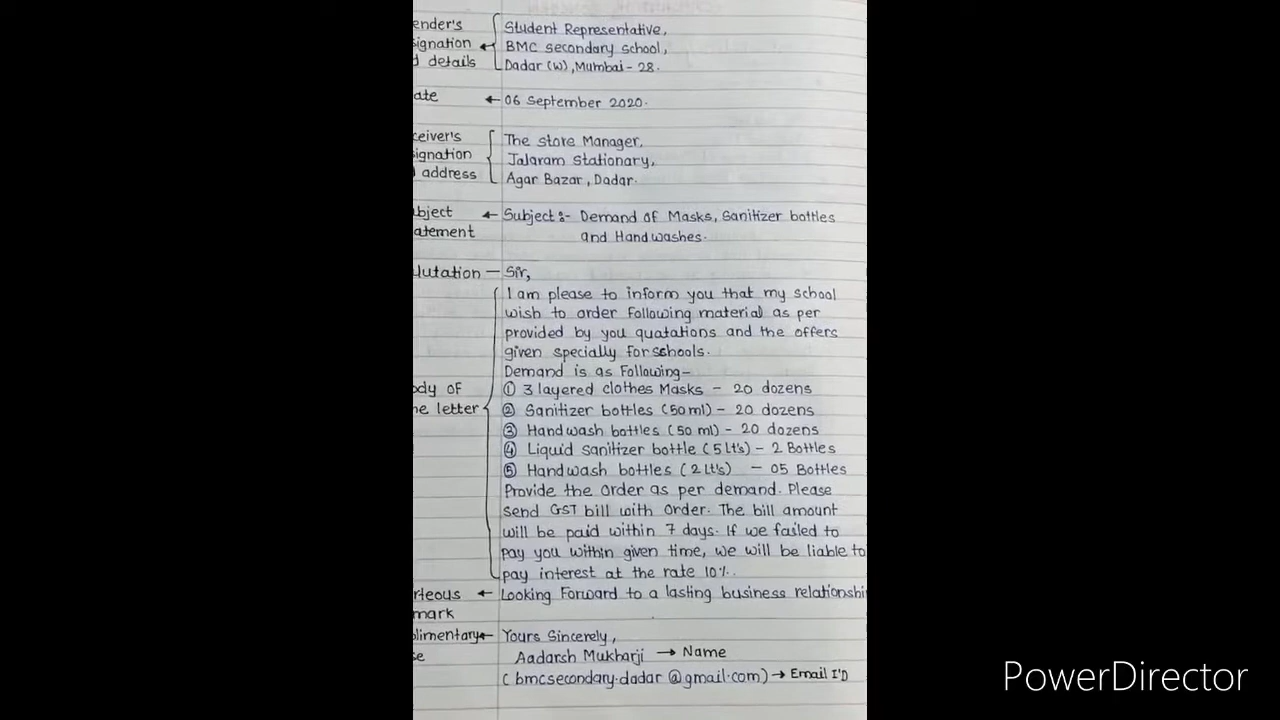 ender's
Student Representative,
ignation ← BMC secondary school,
d details
Dadar (W), Mumbai - 28.
ate ← 06 September 2020.
ceiver's
The store Manager,
ignation
Jalaram stationary,
address
Agar Bazar, Dadar.
bject ← Subject:- Demand of Masks, Sanitizer bottles
atement
and Handwashes.
lutation — Sir,
I am please to inform you that my school
wish to order following material as per
provided by you quatations and the offers
given specially for schools.
Demand is as Following-
① 3 layered clothes Masks - 20 dozens
ody of
② Sanitizer bottles (50 ml) - 20 dozens
e letter
③ Handwash bottles (50 ml) - 20 dozens
④ Liquid sanitizer bottle (5 Lt's) - 2 Bottles
⑤ Handwash bottles (2 Lt's) - 05 Bottles
Provide the order as per demand. Please
send GST bill with order. The bill amount
will be paid within 7 days. If we failed to
pay you within given time, we will be liable to
pay interest at the rate 10%.
rteous ← Looking Forward to a lasting business relationshi
mark
plimentary ← Yours Sincerely,
se
Aadarsh Mukharji → Name
(bmcsecondary.dadar@gmail.com) → Email I'D
PowerDirector